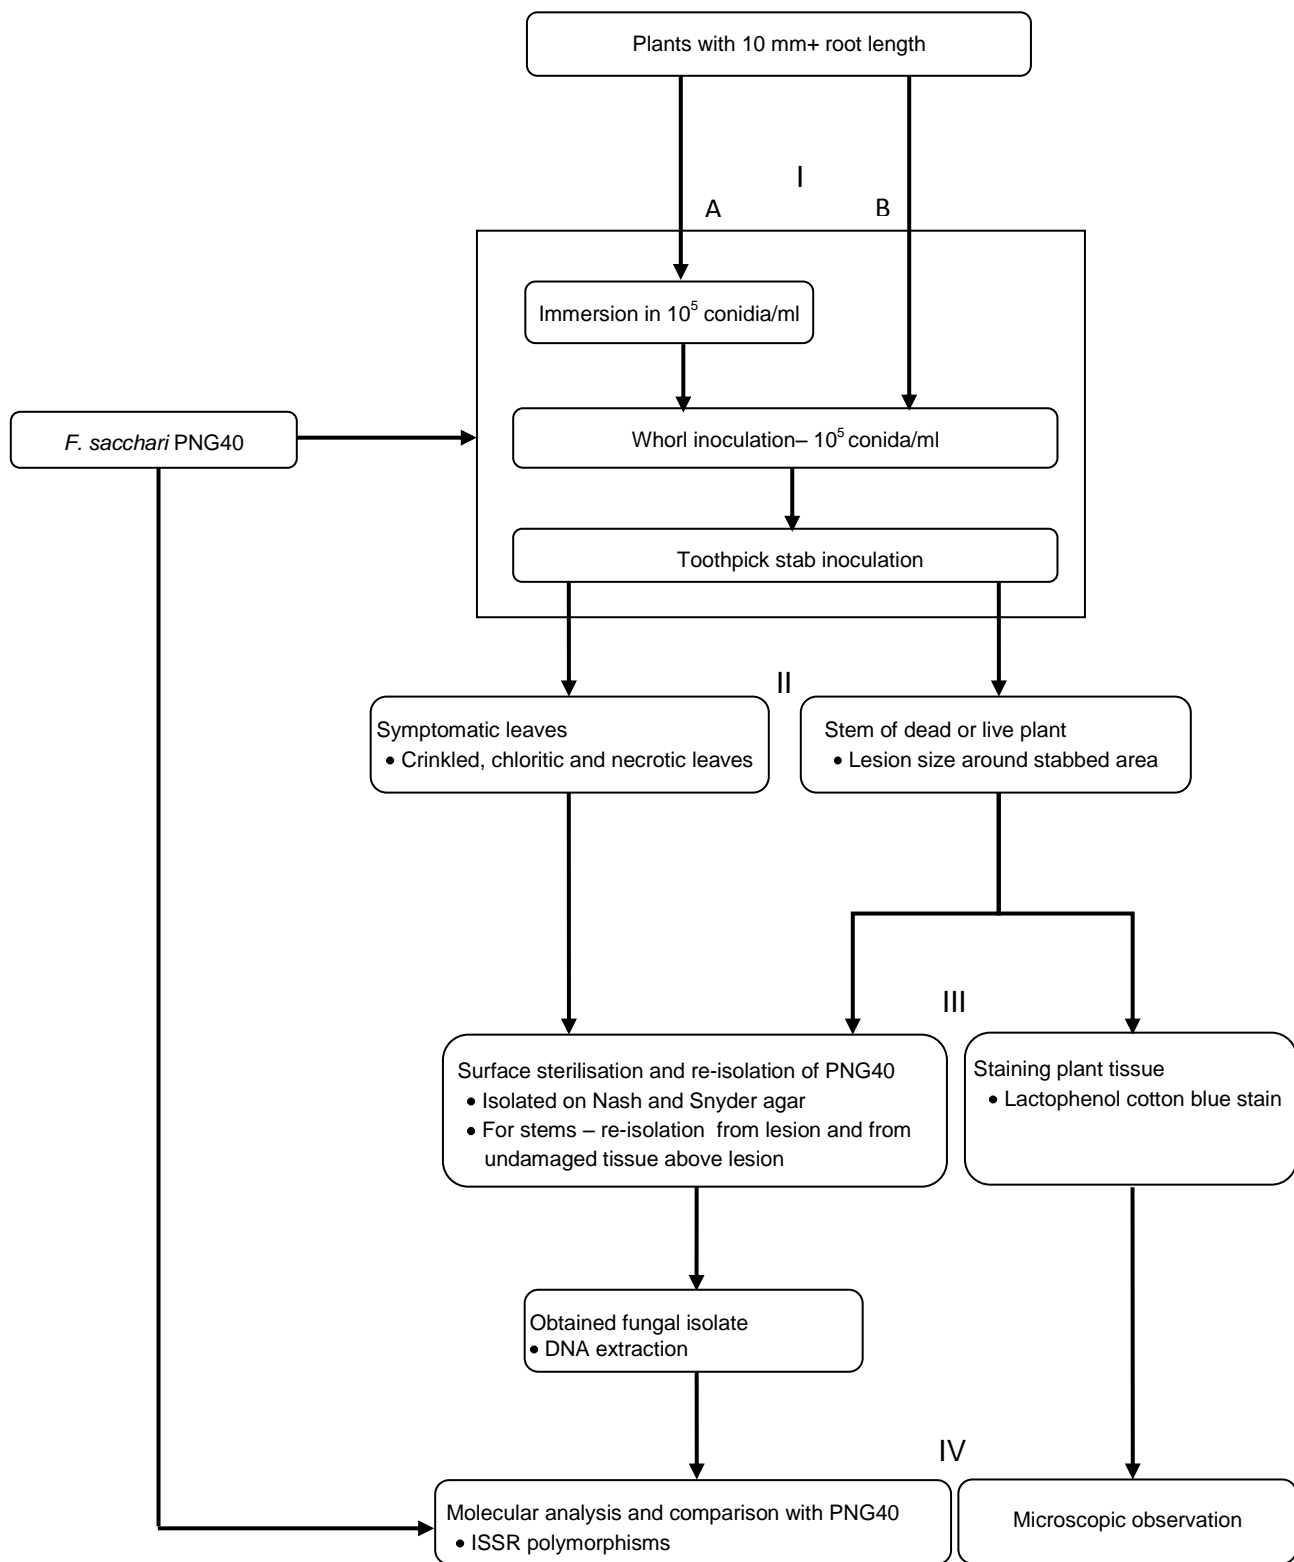 Plants with 10 mm+ root length
I
A
B
Immersion in 10⁵ conidia/ml
Whorl inoculation– 10⁵ conida/ml
F. sacchari PNG40
Toothpick stab inoculation
II
Symptomatic leaves
• Crinkled, chloritic and necrotic leaves
Stem of dead or live plant
• Lesion size around stabbed area
III
Surface sterilisation and re-isolation of PNG40
• Isolated on Nash and Snyder agar
• For stems – re-isolation from lesion and from
undamaged tissue above lesion
Staining plant tissue
• Lactophenol cotton blue stain
Obtained fungal isolate
• DNA extraction
IV
Molecular analysis and comparison with PNG40
• ISSR polymorphisms
Microscopic observation